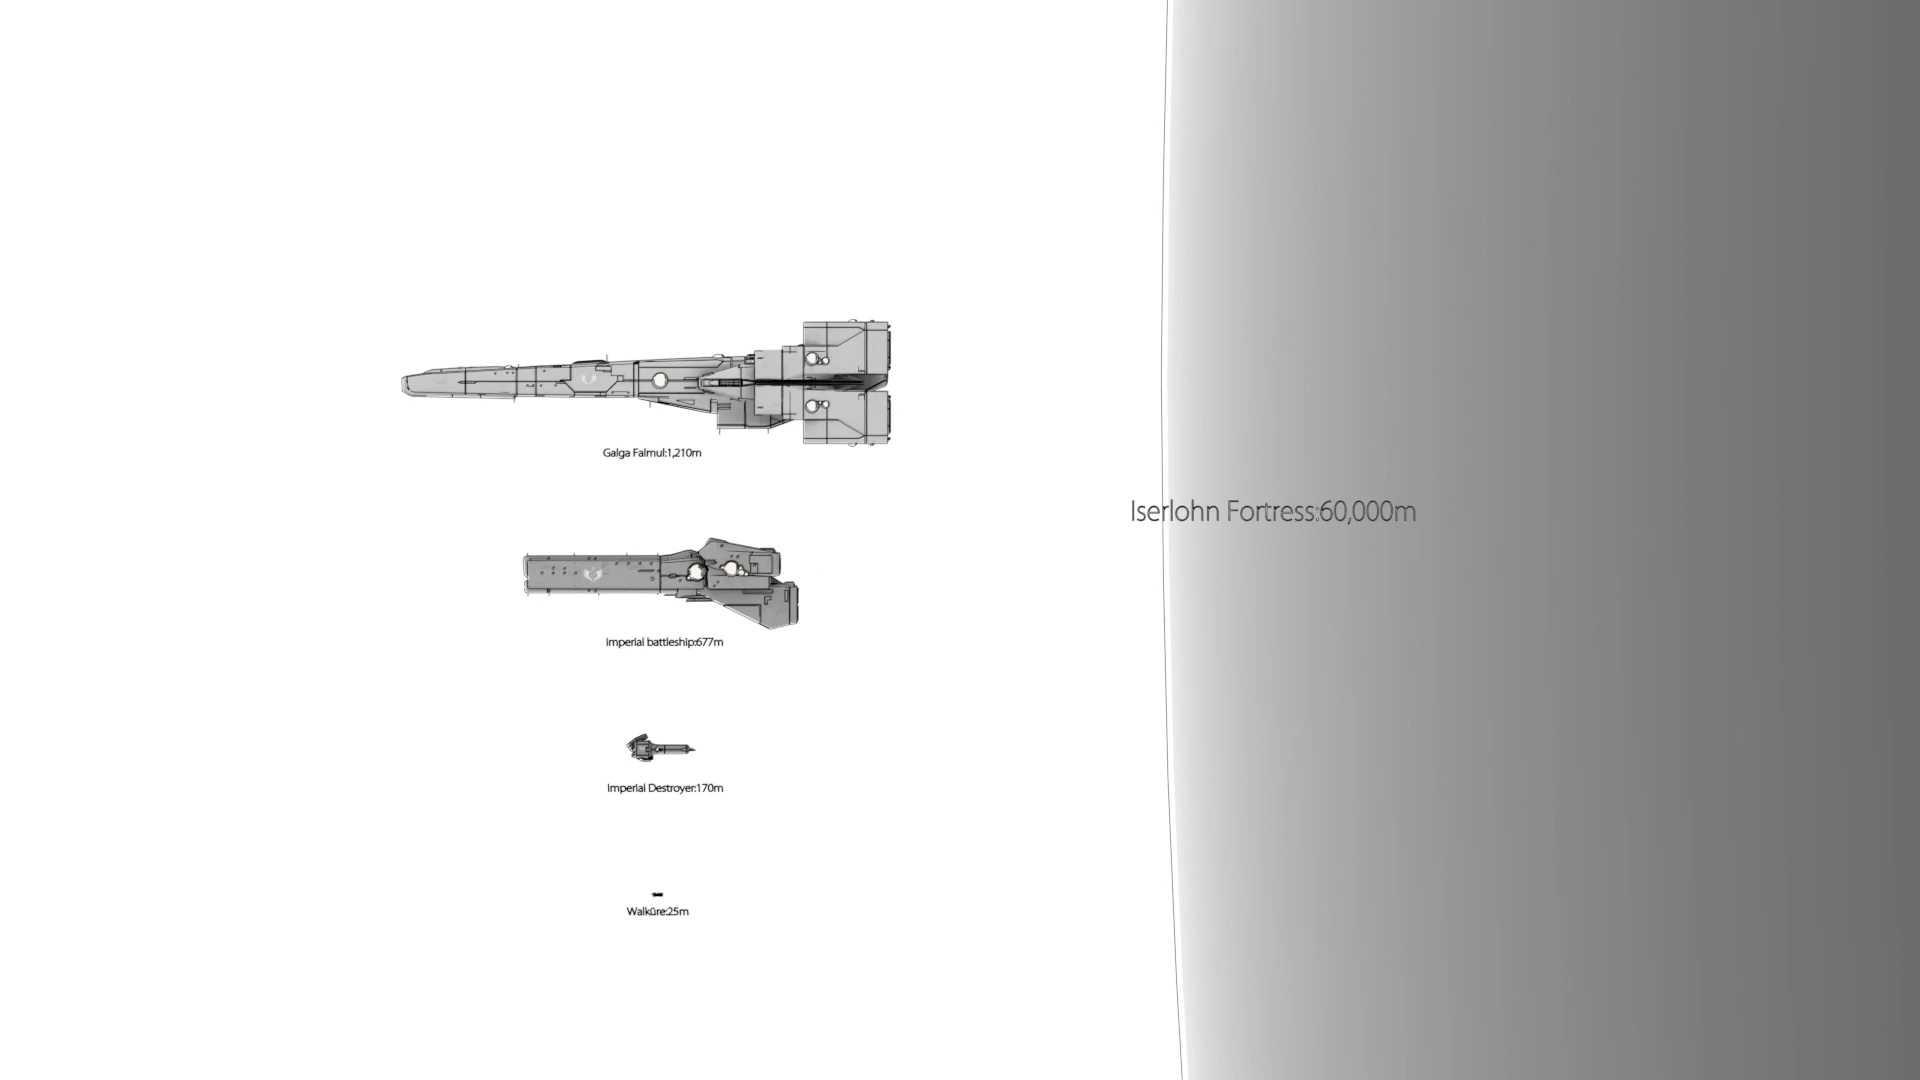 Galga Falmul:1,210m
Iserlohn Fortress:60,000m
Imperial battleship:677m
Imperial Destroyer:170m
Walküre:25m